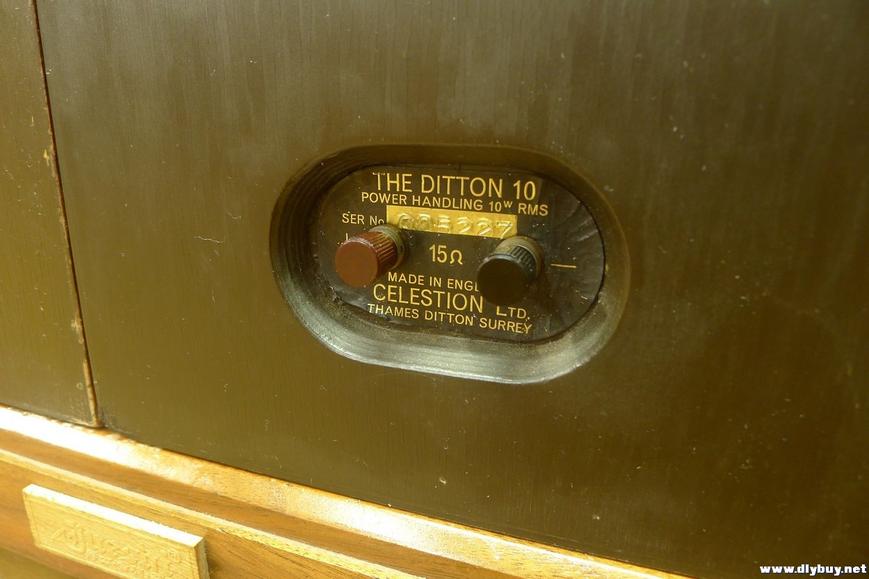 THE DITTON 10
POWER HANDLING 10W RMS
SER No
15Ω
MADE IN
CELESTION LTD.
THAMES DITTON SURREY
www.diybuy.net